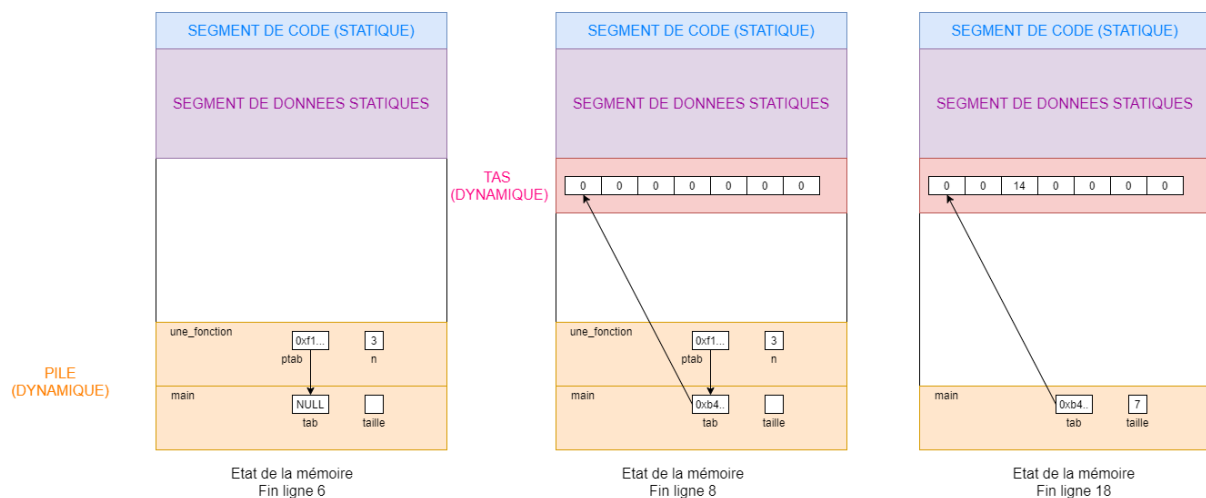 SEGMENT DE CODE (STATIQUE)
SEGMENT DE DONNEES STATIQUES
une_fonction
0xf1...
3
ptab
n
PILE
(DYNAMIQUE)
main
NULL
tab
taille
Etat de la mémoire
Fin ligne 6
SEGMENT DE CODE (STATIQUE)
SEGMENT DE DONNEES STATIQUES
TAS
(DYNAMIQUE)
0 0 0 0 0 0 0
une_fonction
0xf1...
3
ptab
n
main
0xb4..
tab
taille
Etat de la mémoire
Fin ligne 8
SEGMENT DE CODE (STATIQUE)
SEGMENT DE DONNEES STATIQUES
0 0 14 0 0 0 0
main
0xb4..
7
tab
taille
Etat de la mémoire
Fin ligne 18